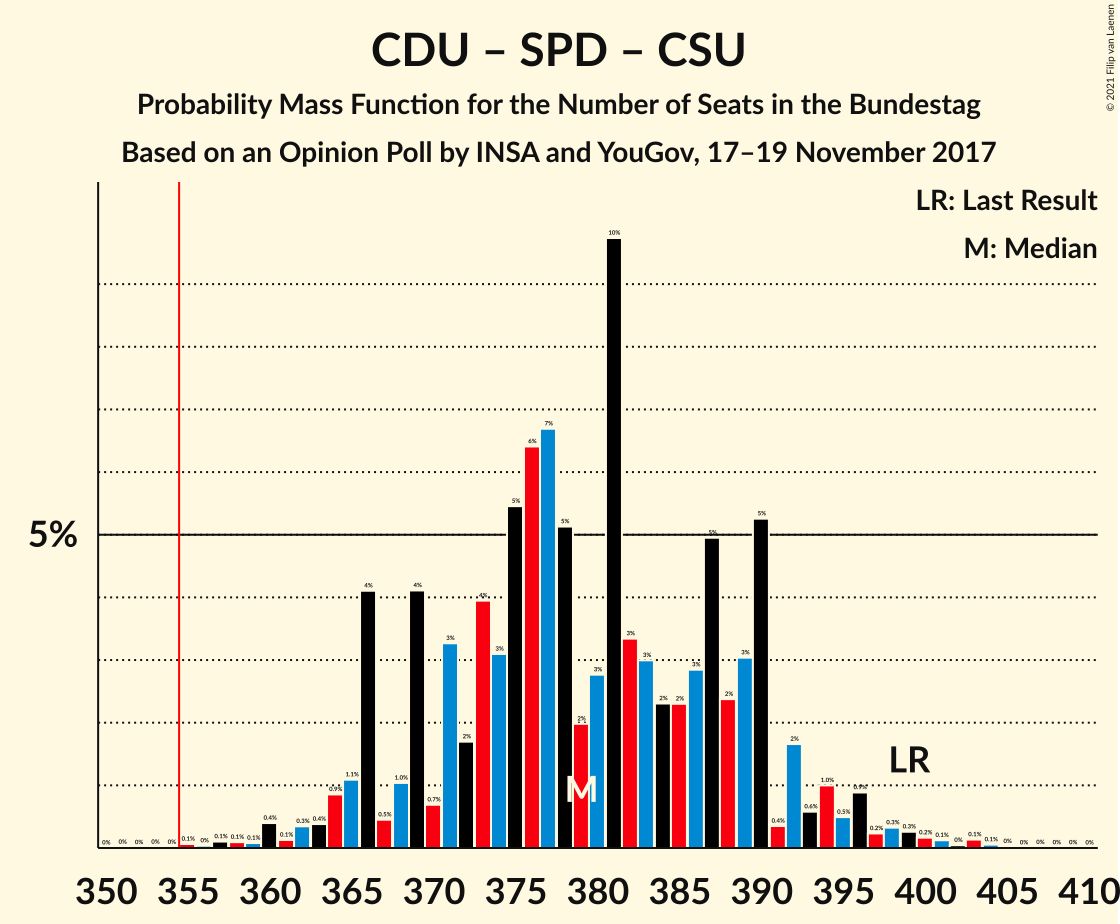 CDU – SPD – CSU
Probability Mass Function for the Number of Seats in the Bundestag
Based on an Opinion Poll by INSA and YouGov, 17–19 November 2017
© 2021 Filip van Laenen
LR: Last Result
M: Median
5%
0% 0% 0% 0% 0% 0.1% 0% 0.1% 0.1% 0.1% 0.4% 0.1% 0.3% 0.4% 0.9% 1.1% 4% 0.5% 1.0% 4% 0.7% 3% 2% 4% 3% 5% 6% 7% 5% 2% 3% 10% 3% 3% 2% 2% 3% 5% 2% 3% 5% 0.4% 2% 0.6% 1.0% 0.5% 0.9% 0.2% 0.3% 0.3% 0.2% 0.1% 0% 0.1% 0% 0% 0% 0% 0% 0% 0%
M
LR
350 355 360 365 370 375 380 385 390 395 400 405 410